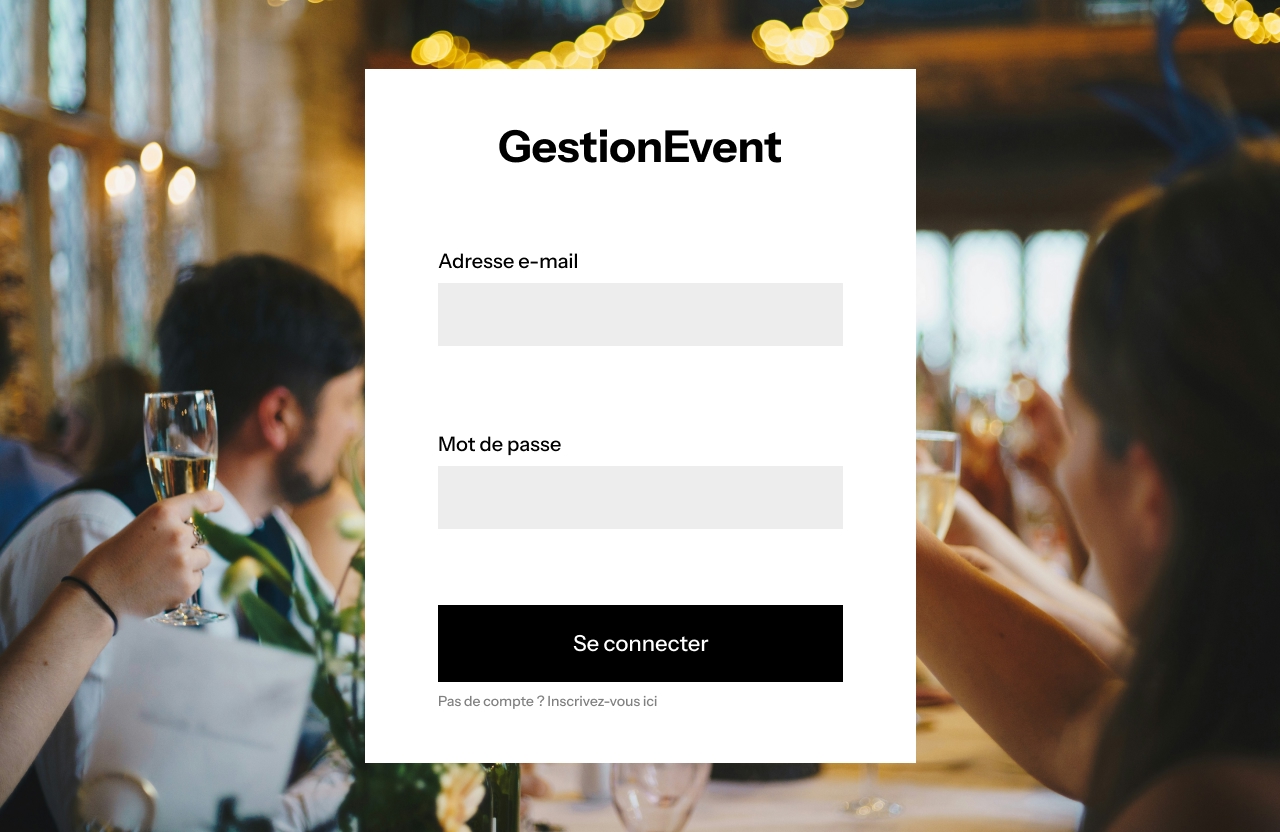 GestionEvent
Adresse e-mail
Mot de passe
Se connecter
Pas de compte ? Inscrivez-vous ici